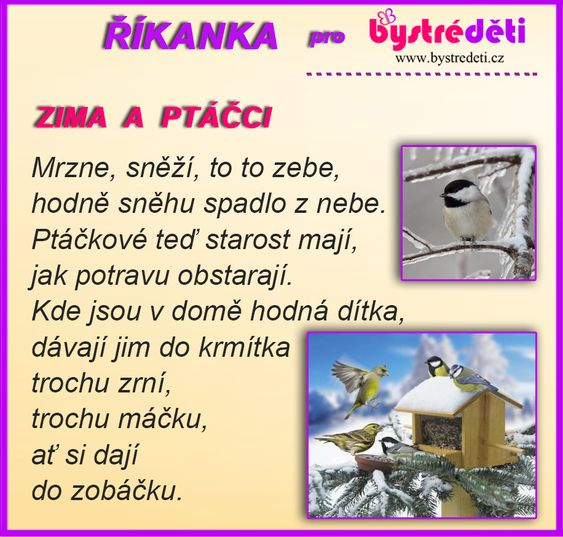 ŘÍKANKA pro bystréděti
www.bystredeti.cz
ZIMA A PTÁČCI
Mrzne, sněží, to to zebe,
hodně sněhu spadlo z nebe.
Ptáčkové teď starost mají,
jak potravu obstarají.
Kde jsou v domě hodná dítka,
dávají jim do krmítka
trochu zrní,
trochu máčku,
ať si dají
do zobáčku.